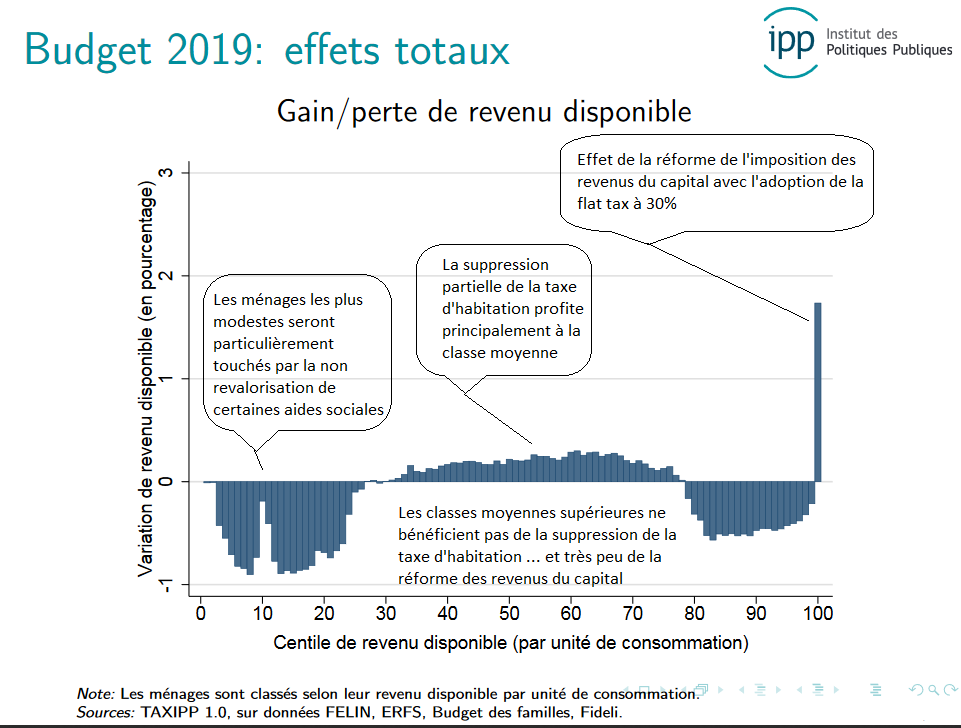 Budget 2019: effets totaux
ipp Institut des
Politiques Publiques
Gain/perte de revenu disponible
Variation de revenu disponible (en pourcentage)
3
2
1
0
-1
Effet de la réforme de l'imposition des
revenus du capital avec l'adoption de la
flat tax à 30%
La suppression
partielle de la taxe
d'habitation profite
principalement à la
classe moyenne
Les ménages les plus
modestes seront
particulièrement
touchés par la non
revalorisation de
certaines aides sociales
Les classes moyennes supérieures ne
bénéficient pas de la suppression de la
taxe d'habitation ... et très peu de la
réforme des revenus du capital
0 10 20 30 40 50 60 70 80 90 100
Centile de revenu disponible (par unité de consommation)
Note: Les ménages sont classés selon leur revenu disponible par unité de consommation.
Sources: TAXIPP 1.0, sur données FELIN, ERFS, Budget des familles, Fideli.